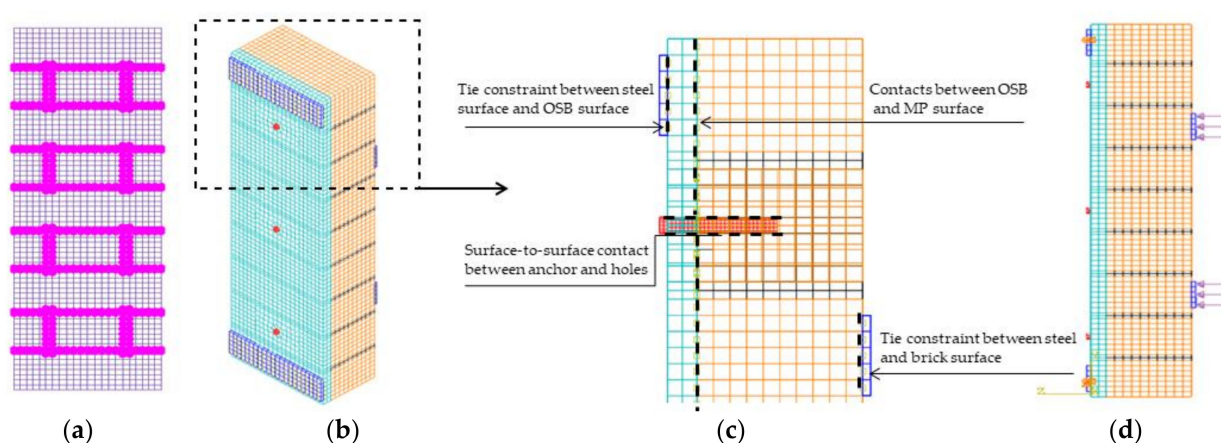 Tie constraint between steel
surface and OSB surface
Contacts between OSB
and MP surface
Surface-to-surface contact
between anchor and holes
Tie constraint between steel
and brick surface
(a)
(b)
(c)
(d)